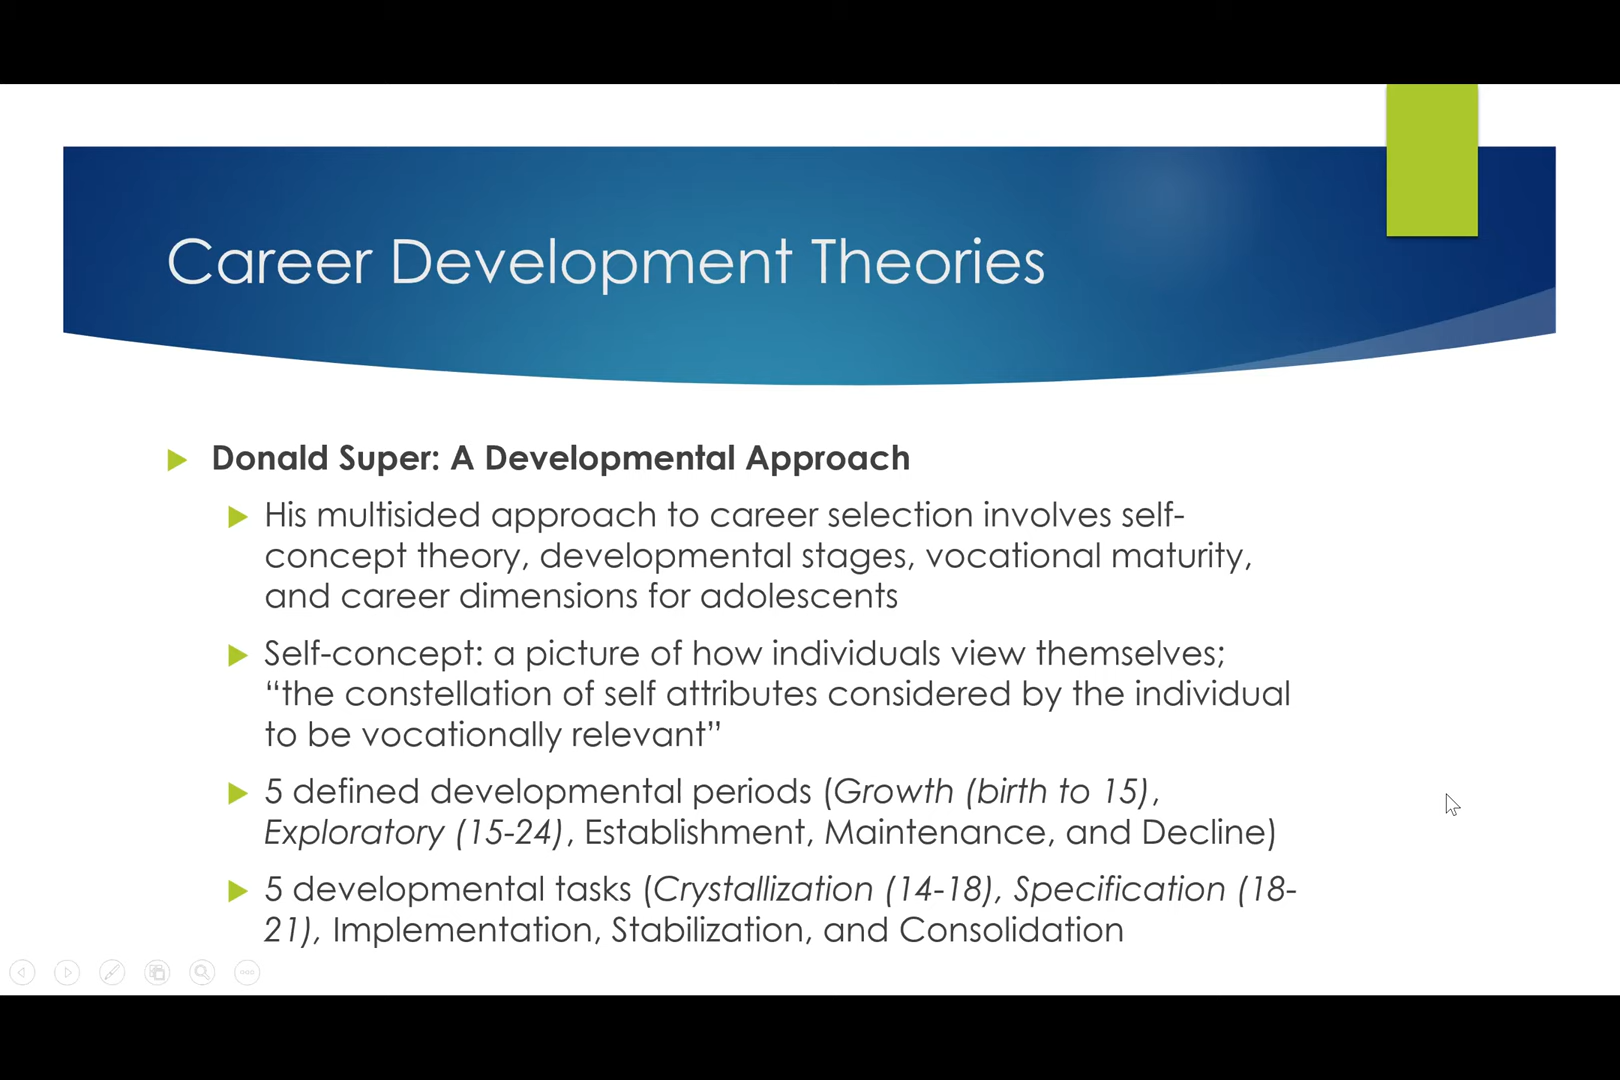 Career Development Theories
Donald Super: A Developmental Approach
His multisided approach to career selection involves self-
concept theory, developmental stages, vocational maturity,
and career dimensions for adolescents
Self-concept: a picture of how individuals view themselves;
“the constellation of self attributes considered by the individual
to be vocationally relevant”
5 defined developmental periods (Growth (birth to 15),
Exploratory (15-24), Establishment, Maintenance, and Decline)
5 developmental tasks (Crystallization (14-18), Specification (18-
21), Implementation, Stabilization, and Consolidation